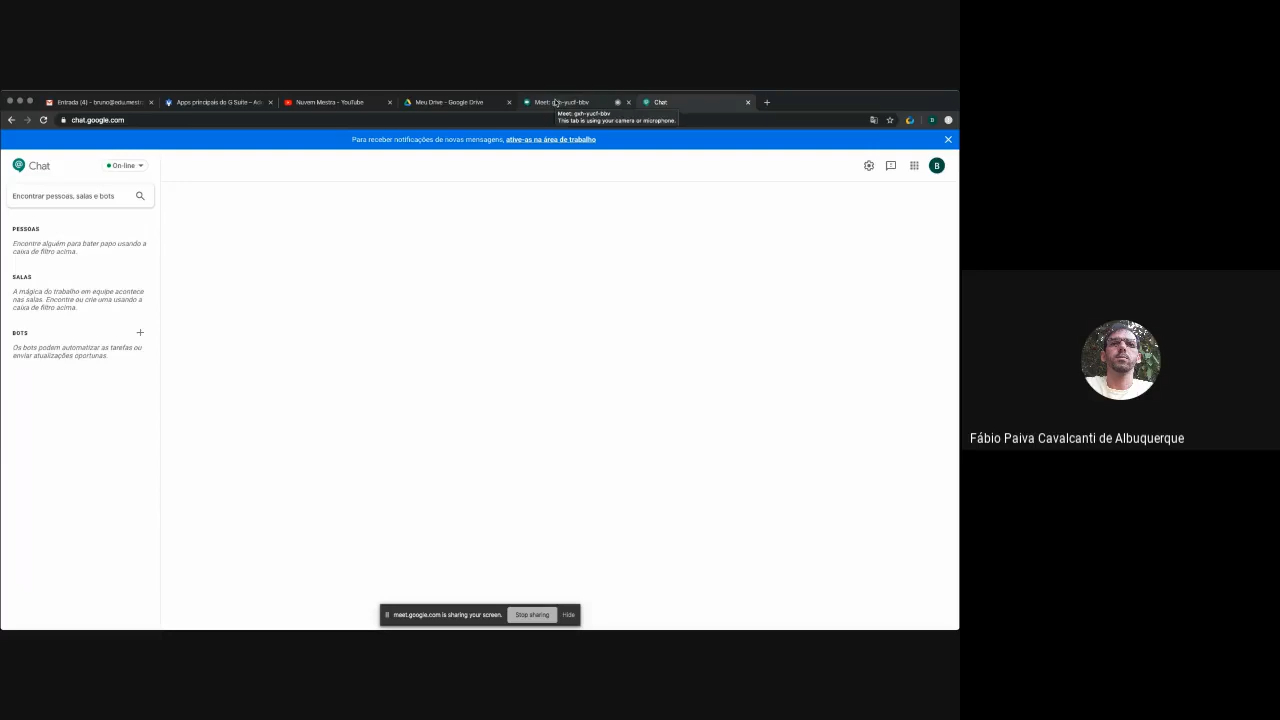 Entrada (4) - bruno@edu.mestr
Apps principais do G Suite – Ad
Nuvem Mestra - YouTube
Meu Drive - Google Drive
Meet: gxh-yucf-bbv
Chat
Meet: gxh-yucf-bbv
This tab is using your camera or microphone.
chat.google.com
B
Para receber notificações de novas mensagens, ative-as na área de trabalho
Chat
On-line
B
Encontrar pessoas, salas e bots
PESSOAS
Encontre alguém para bater papo usando a
caixa de filtro acima.
SALAS
A mágica do trabalho em equipe acontece
nas salas. Encontre ou crie uma usando a
caixa de filtro acima.
BOTS
Os bots podem automatizar as tarefas ou
enviar atualizações oportunas.
Fábio Paiva Cavalcanti de Albuquerque
meet.google.com is sharing your screen.
Stop sharing
Hide